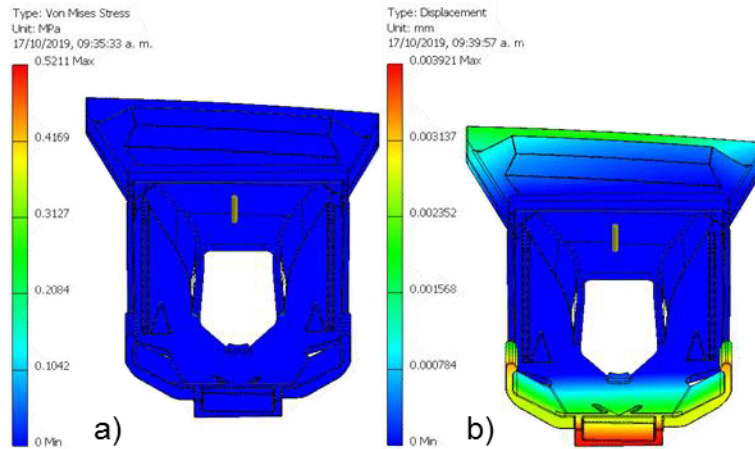 Type: Von Mises Stress
Unit: MPa
17/10/2019, 09:35:33 a. m.
0.5211 Max
0.4169
0.3127
0.2084
0.1042
0 Min
a)
Type: Displacement
Unit: mm
17/10/2019, 09:39:57 a. m
0.003921 Max
0.003137
0.002352
0.001568
0.000784
0 Min
b)